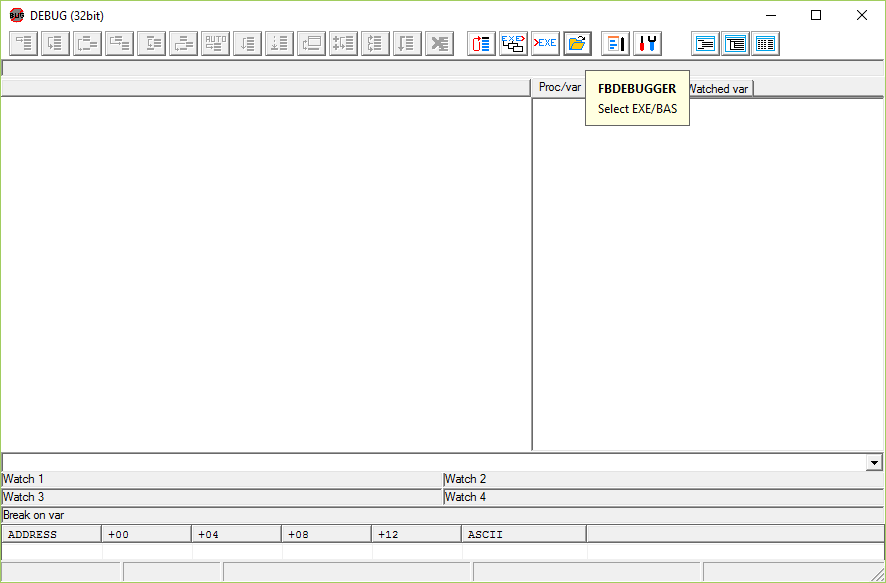 DEBUG (32bit)
AUTO EXE> >EXE
Proc/var Watched var
FBDEBUGGER
Select EXE/BAS
Watch 1 Watch 2
Watch 3 Watch 4
Break on var
ADDRESS +00 +04 +08 +12 ASCII